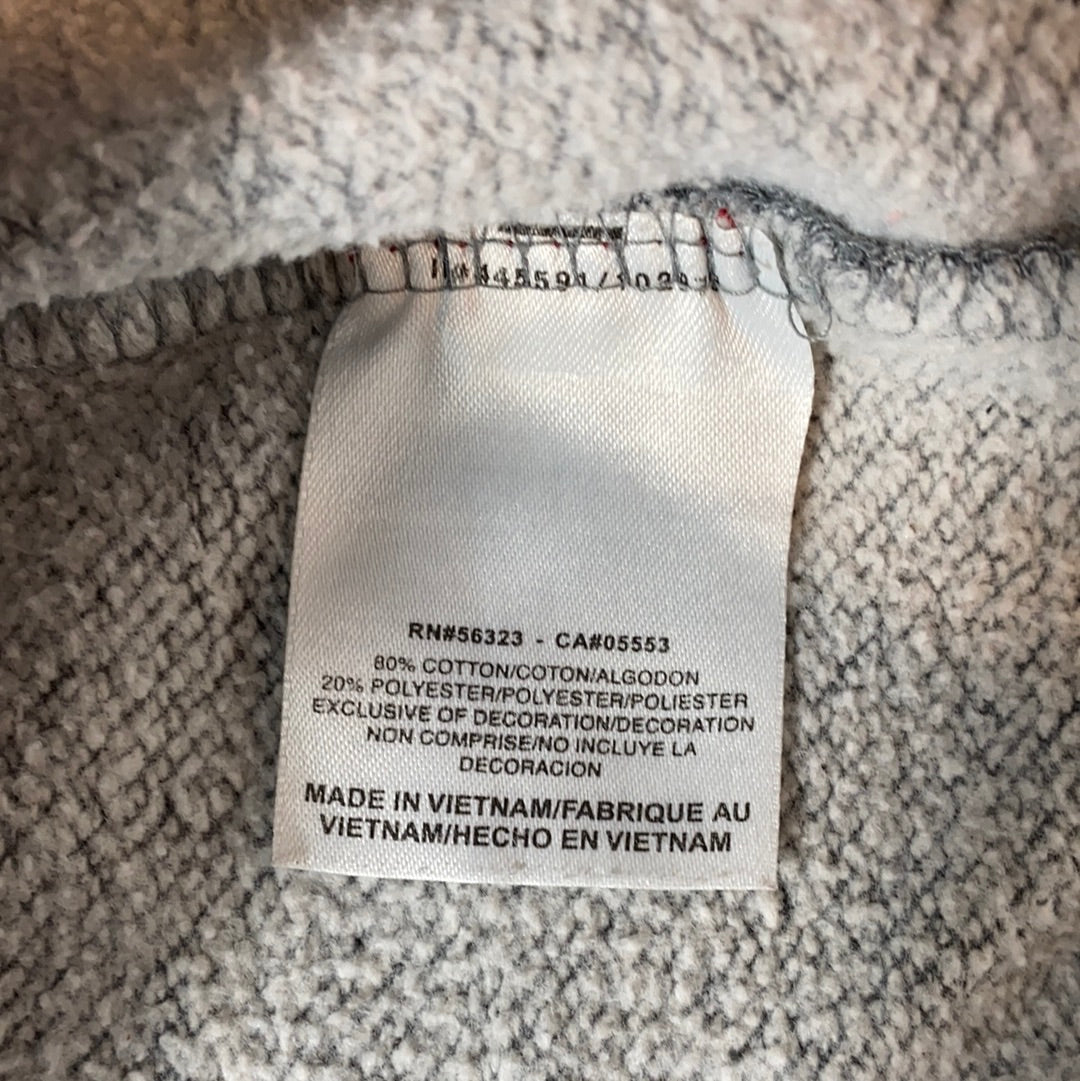 RN#56323 - CA#05553
80% COTTON/COTON/ALGODON
20% POLYESTER/POLYESTER/POLIESTER
EXCLUSIVE OF DECORATION/DECORATION
NON COMPRISE/NO INCLUYE LA
DECORACION
MADE IN VIETNAM/FABRIQUE AU
VIETNAM/HECHO EN VIETNAM